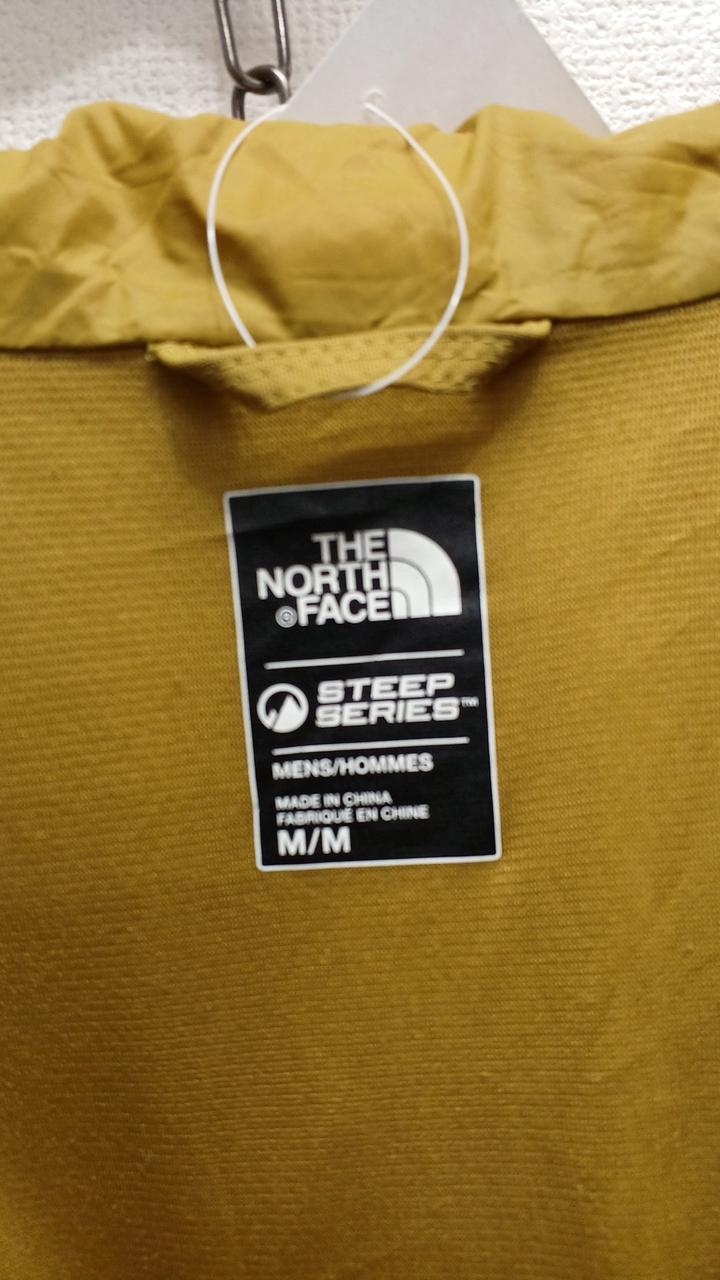 THE
NORTH
FACE
STEEP
SERIES™
MENS/HOMMES
MADE IN CHINA
FABRIQUÉ EN CHINE
M/M